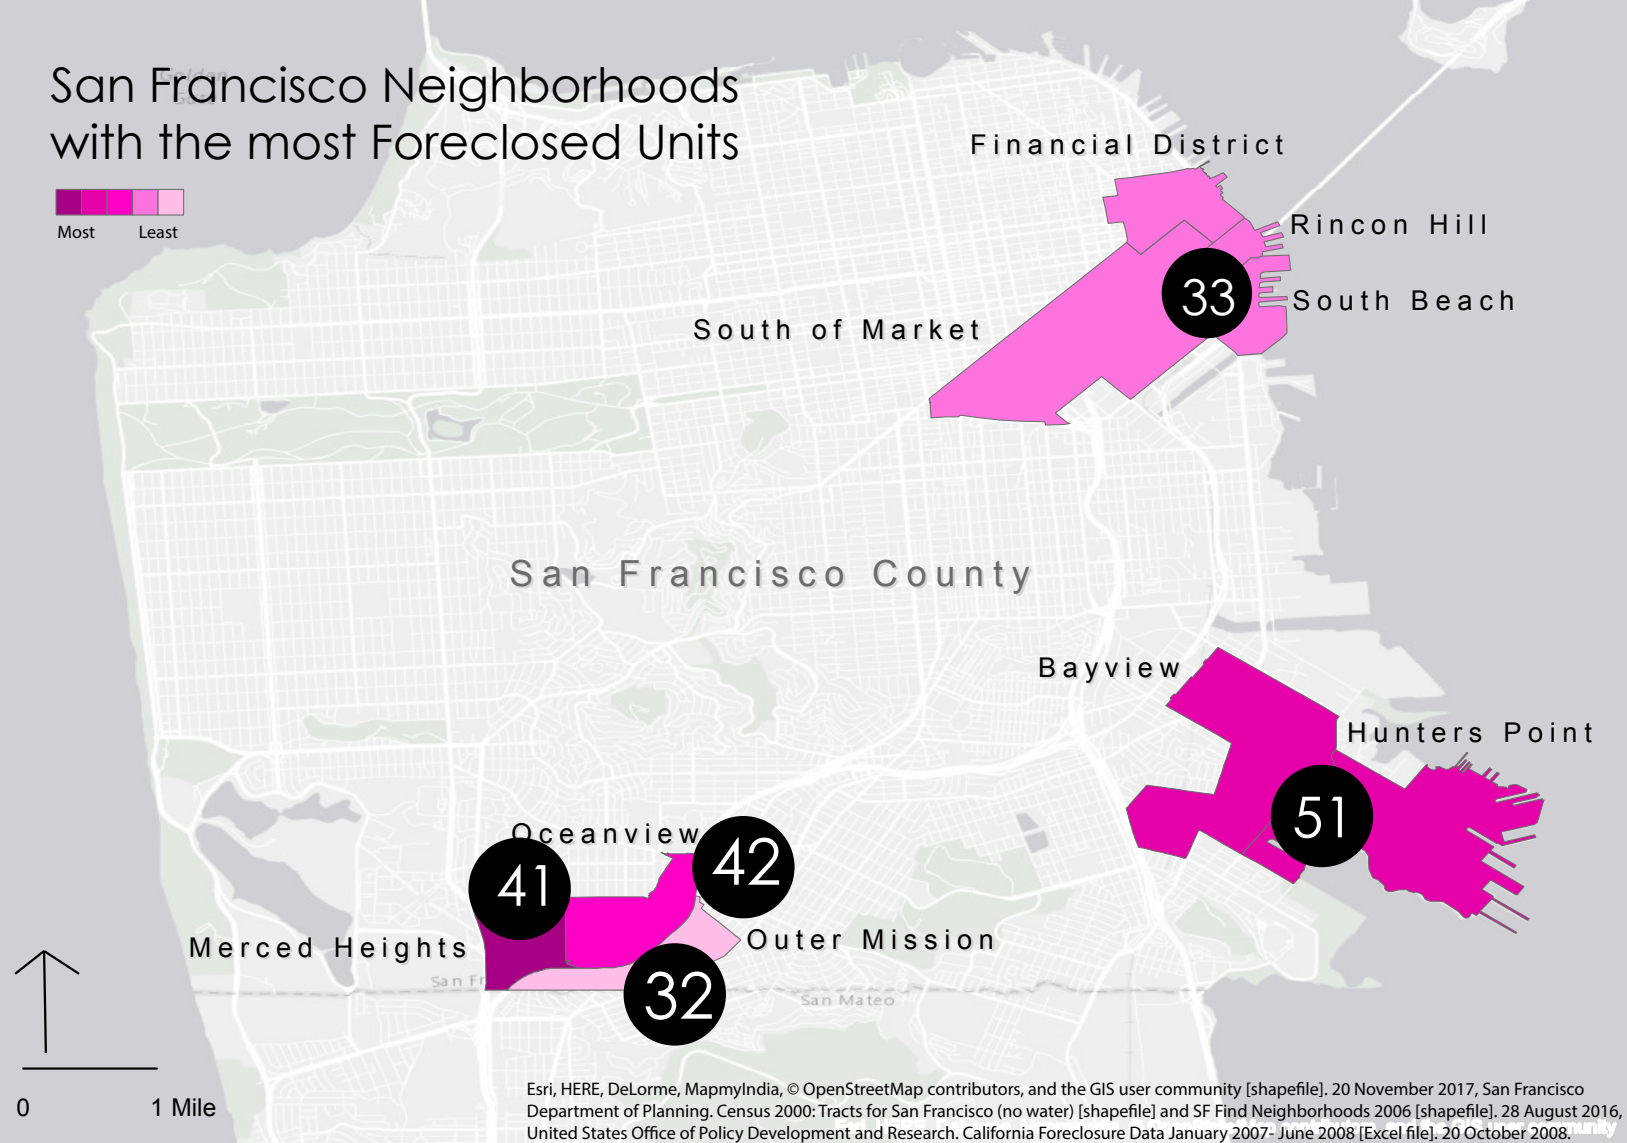 San Francisco Neighborhoods
with the most Foreclosed Units
Golden
Gate
Most Least
Financial District
Rincon Hill
South Beach
33
South of Market
San Francisco County
Bayview
Hunters Point
51
Oceanview
42
41
Merced Heights
Outer Mission
32
San Fr
San Mateo
0 1 Mile
Esri, HERE, DeLorme, MapmyIndia, © OpenStreetMap contributors, and the GIS user community [shapefile]. 20 November 2017, San Francisco
Department of Planning. Census 2000: Tracts for San Francisco (no water) [shapefile] and SF Find Neighborhoods 2006 [shapefile]. 28 August 2016,
United States Office of Policy Development and Research. California Foreclosure Data January 2007- June 2008 [Excel file]. 20 October 2008